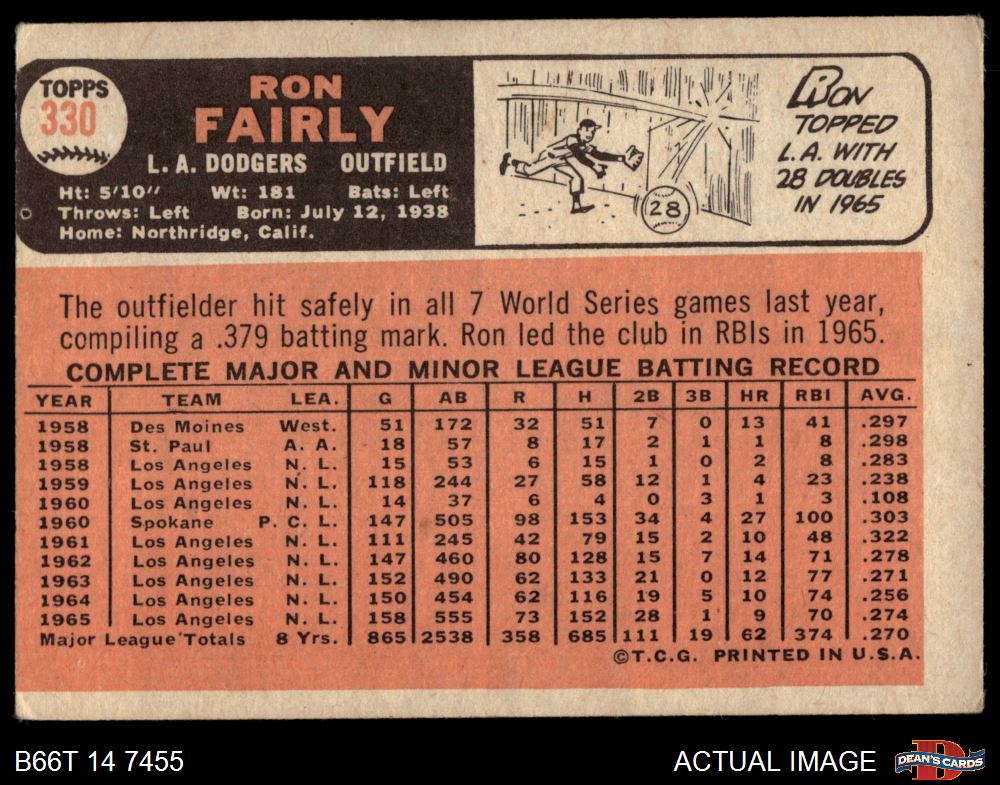 TOPPS
330
RON
FAIRLY
L. A. DODGERS OUTFIELD
Ht: 5'10" Wt: 181 Bats: Left
Throws: Left Born: July 12, 1938
Home: Northridge, Calif.
28
RON
TOPPED
L.A. WITH
28 DOUBLES
IN 1965
The outfielder hit safely in all 7 World Series games last year,
compiling a .379 batting mark. Ron led the club in RBIs in 1965.
COMPLETE MAJOR AND MINOR LEAGUE BATTING RECORD
YEAR TEAM LEA. G AB R H 2B 3B HR RBI AVG.
1958 Des Moines West. 51 172 32 51 7 0 13 41 .297
1958 St. Paul A. A. 18 57 8 17 2 1 1 8 .298
1958 Los Angeles N. L. 15 53 6 15 1 0 2 8 .283
1959 Los Angeles N. L. 118 244 27 58 12 1 4 23 .238
1960 Los Angeles N. L. 14 37 6 4 0 3 1 3 .108
1960 Spokane P. C. L. 147 505 98 153 34 4 27 100 .303
1961 Los Angeles N. L. 111 245 42 79 15 2 10 48 .322
1962 Los Angeles N. L. 147 460 80 128 15 7 14 71 .278
1963 Los Angeles N. L. 152 490 62 133 21 0 12 77 .271
1964 Los Angeles N. L. 150 454 62 116 19 5 10 74 .256
1965 Los Angeles N. L. 158 555 73 152 28 1 9 70 .274
Major League Totals 8 Yrs. 865 2538 358 685 111 19 62 374 .270
©T.C.G. PRINTED IN U.S.A.
B66T 14 7455
ACTUAL IMAGE
DEAN'S CARDS